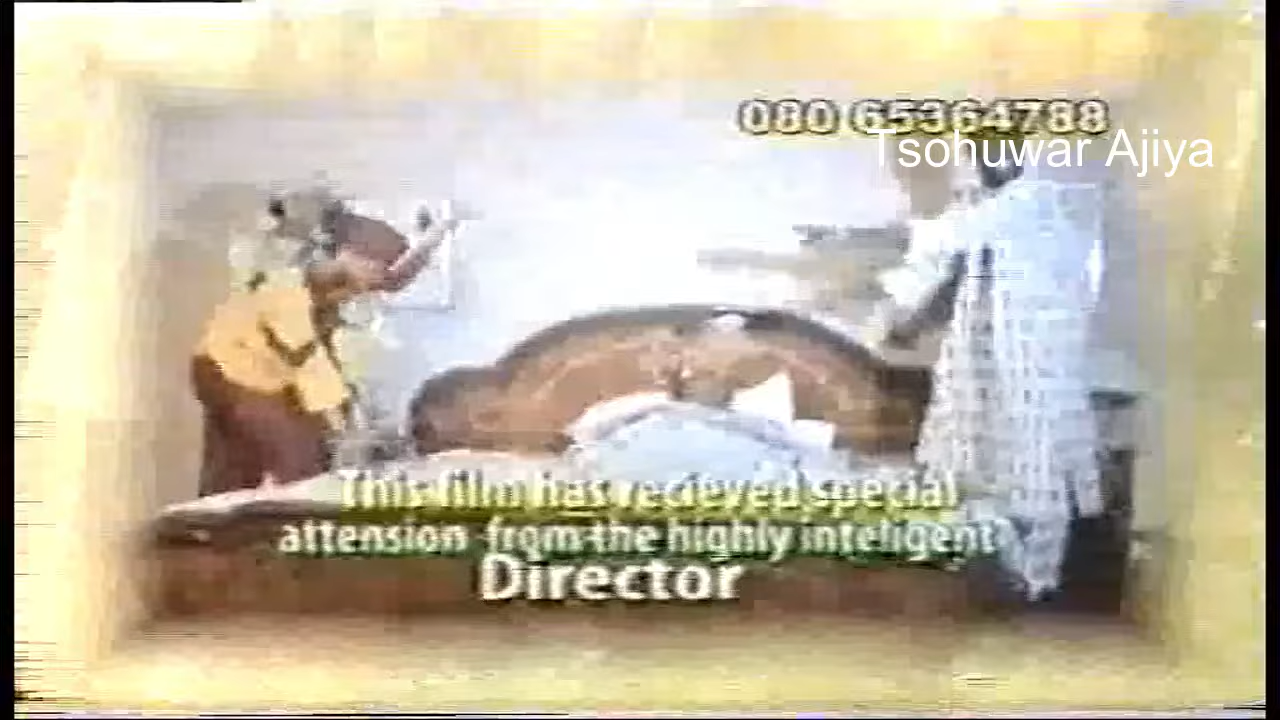 080 65364788
Tsohuwar Ajiya
This film has recieved special
attension from the highly inteligent
Director